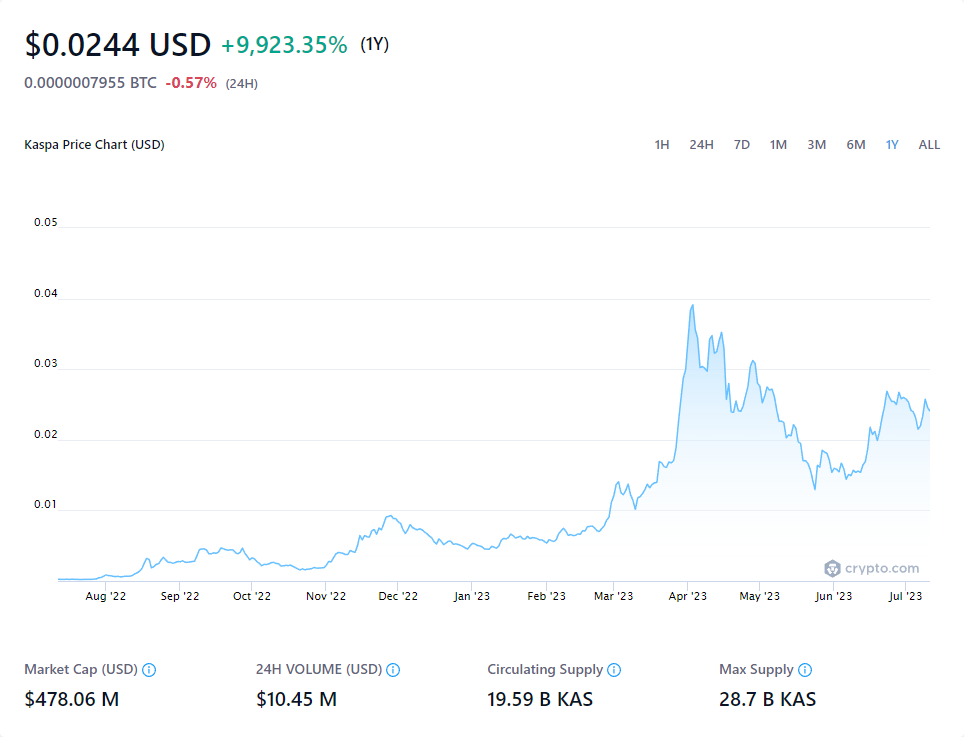 $0.0244 USD +9,923.35% (1Y)
0.0000007955 BTC -0.57% (24H)
Kaspa Price Chart (USD) 1H 24H 7D 1M 3M 6M 1Y ALL
0.05
0.04
0.03
0.02
0.01
crypto.com
Aug '22 Sep '22 Oct '22 Nov '22 Dec '22 Jan '23 Feb '23 Mar '23 Apr '23 May '23 Jun '23 Jul '23
Market Cap (USD) 24H VOLUME (USD) Circulating Supply Max Supply
$478.06 M $10.45 M 19.59 B KAS 28.7 B KAS